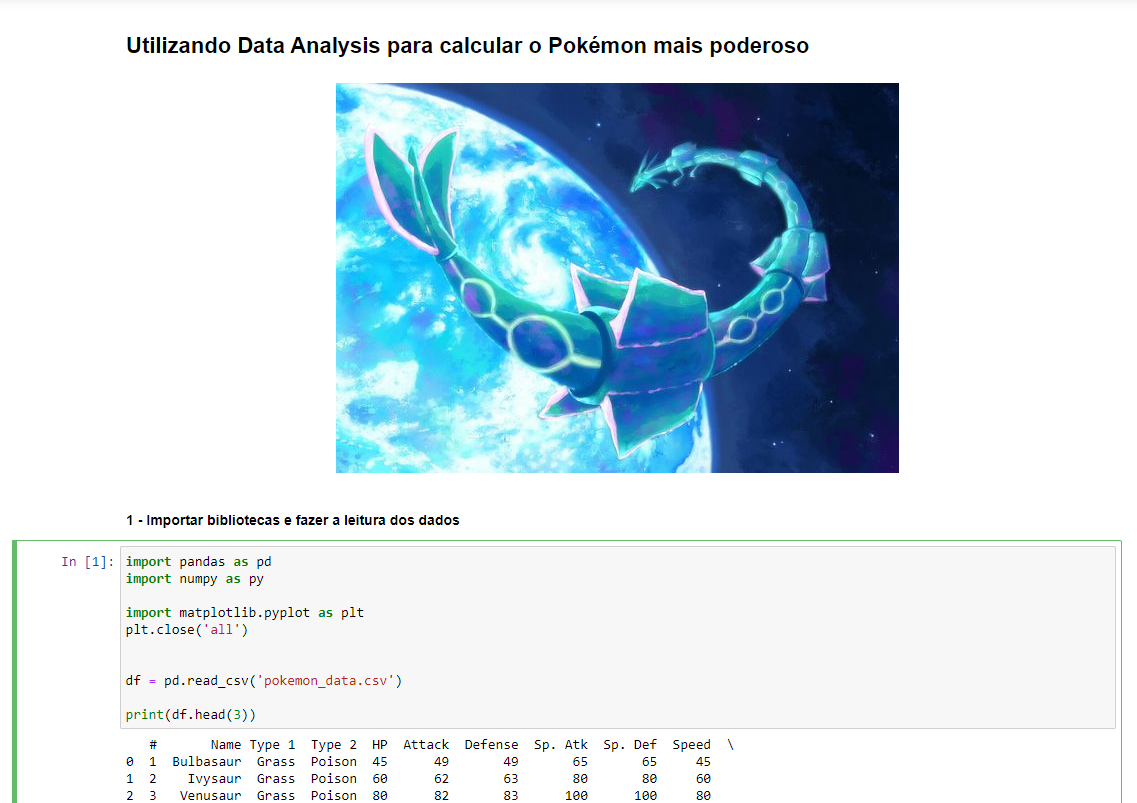 Utilizando Data Analysis para calcular o Pokémon mais poderoso
1 - Importar bibliotecas e fazer a leitura dos dados
In [1]: import pandas as pd
import numpy as py
import matplotlib.pyplot as plt
plt.close('all')
df = pd.read_csv('pokemon_data.csv')
print(df.head(3))
# Name Type 1 Type 2 HP Attack Defense Sp. Atk Sp. Def Speed \
0 1 Bulbasaur Grass Poison 45 49 49 65 65 45
1 2 Ivysaur Grass Poison 60 62 63 80 80 60
2 3 Venusaur Grass Poison 80 82 83 100 100 80